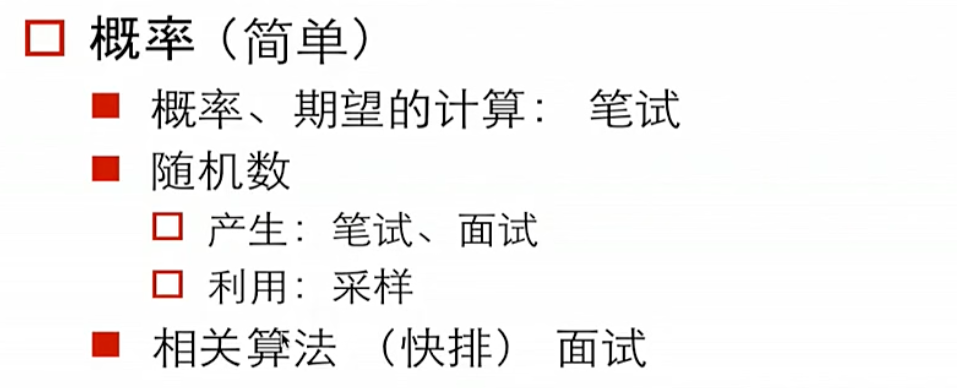 概率（简单）
概率、期望的计算： 笔试
随机数
产生：笔试、面试
利用：采样
相关算法 （快排） 面试